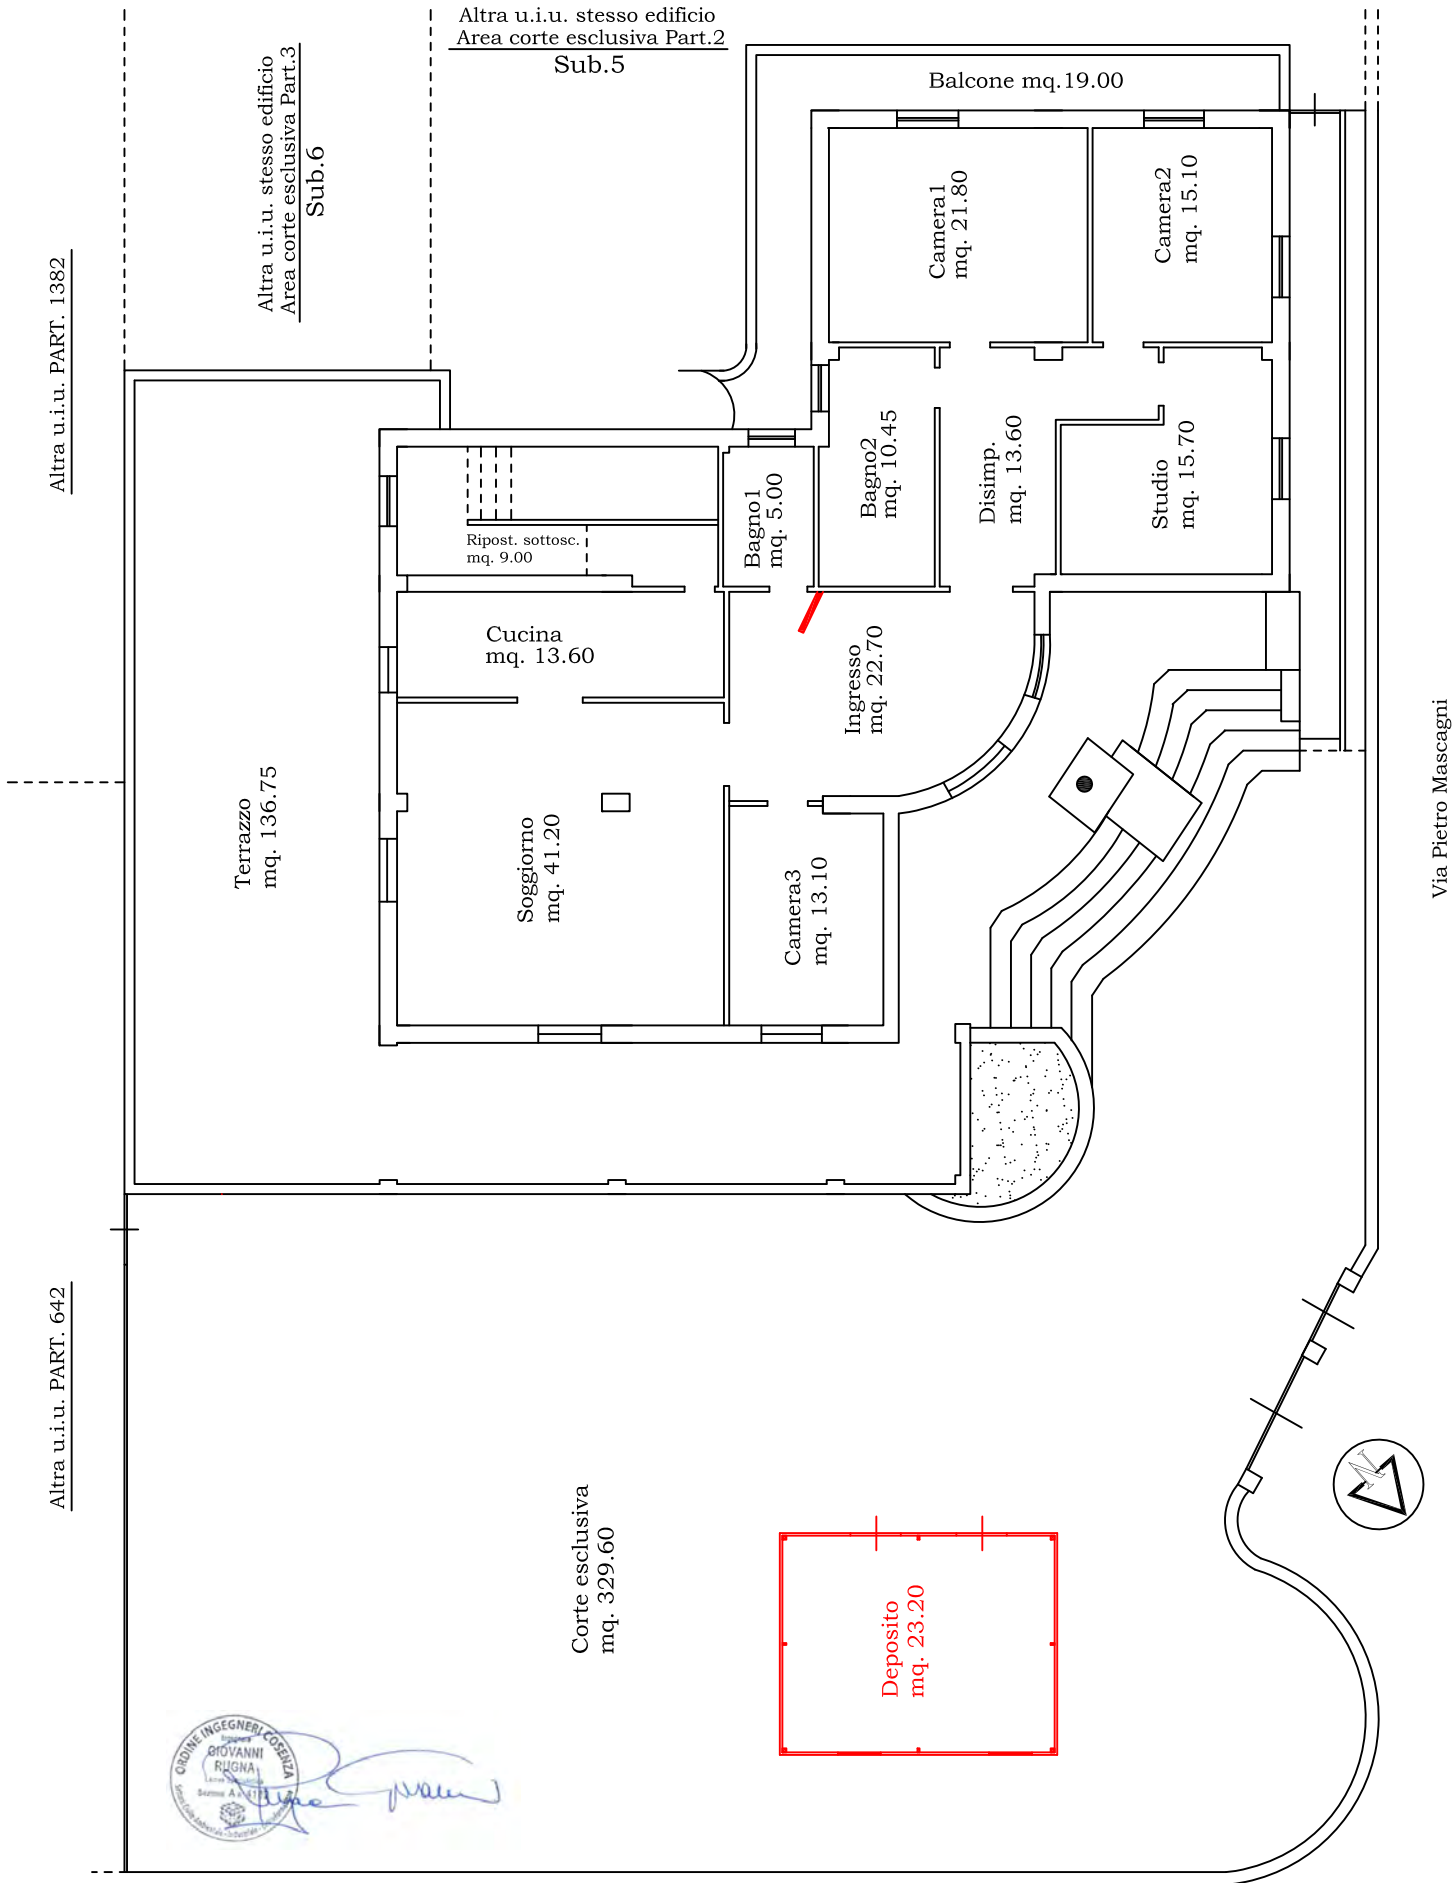 Altra u.i.u. stesso edificio
Area corte esclusiva Part.2
Sub.5
Altra u.i.u. stesso edificio
Area corte esclusiva Part.3
Sub.6
Balcone mq.19.00
Altra u.i.u. PART. 1382
Camera1
mq. 21.80
Camera2
mq. 15.10
Bagno2
mq. 10.45
Disimp.
mq. 13.60
Studio
mq. 15.70
Bagno1
mq. 5.00
Ripost. sottosc.
mq. 9.00
Cucina
mq. 13.60
Ingresso
mq. 22.70
Terrazzo
mq. 136.75
Soggiorno
mq. 41.20
Camera3
mq. 13.10
Via Pietro Mascagni
Altra u.i.u. PART. 642
Corte esclusiva
mq. 329.60
Deposito
mq. 23.20
N
ORDINE INGEGNERI COSENZA
GIOVANNI
RUGNA